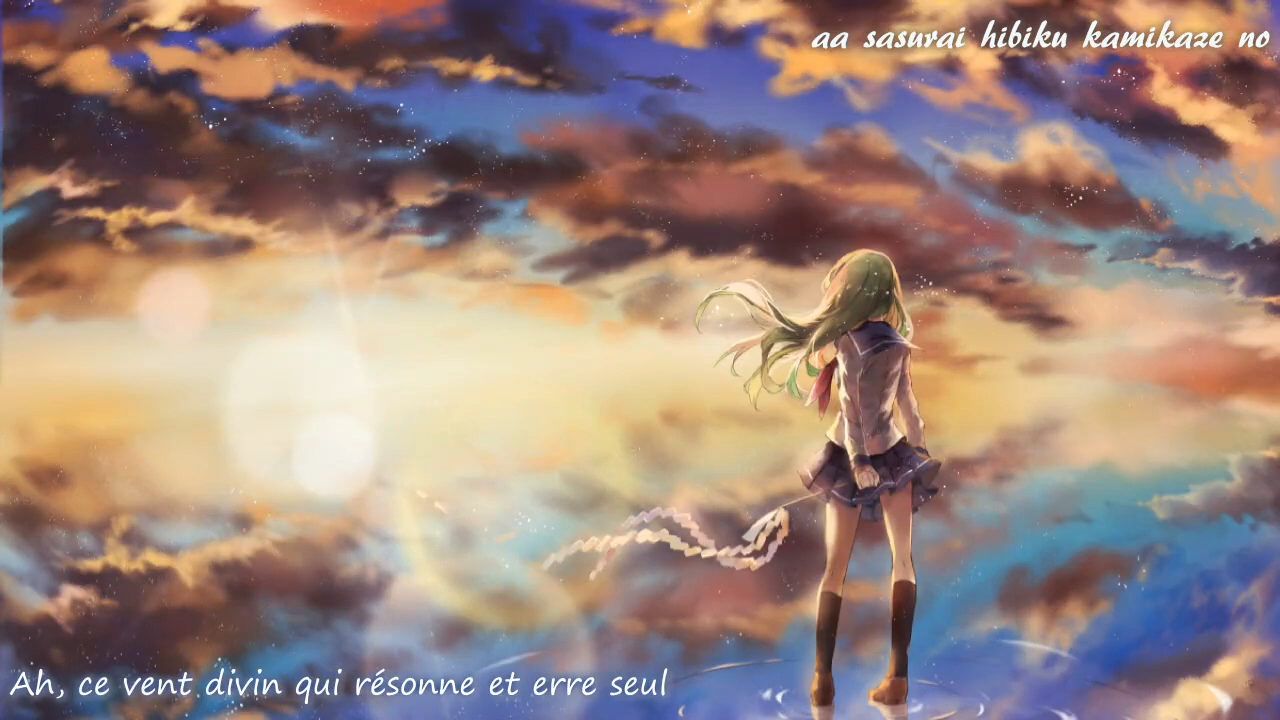 aa sasurai hibiku kamikaze no
Ah, ce vent divin qui résonne et erre seul